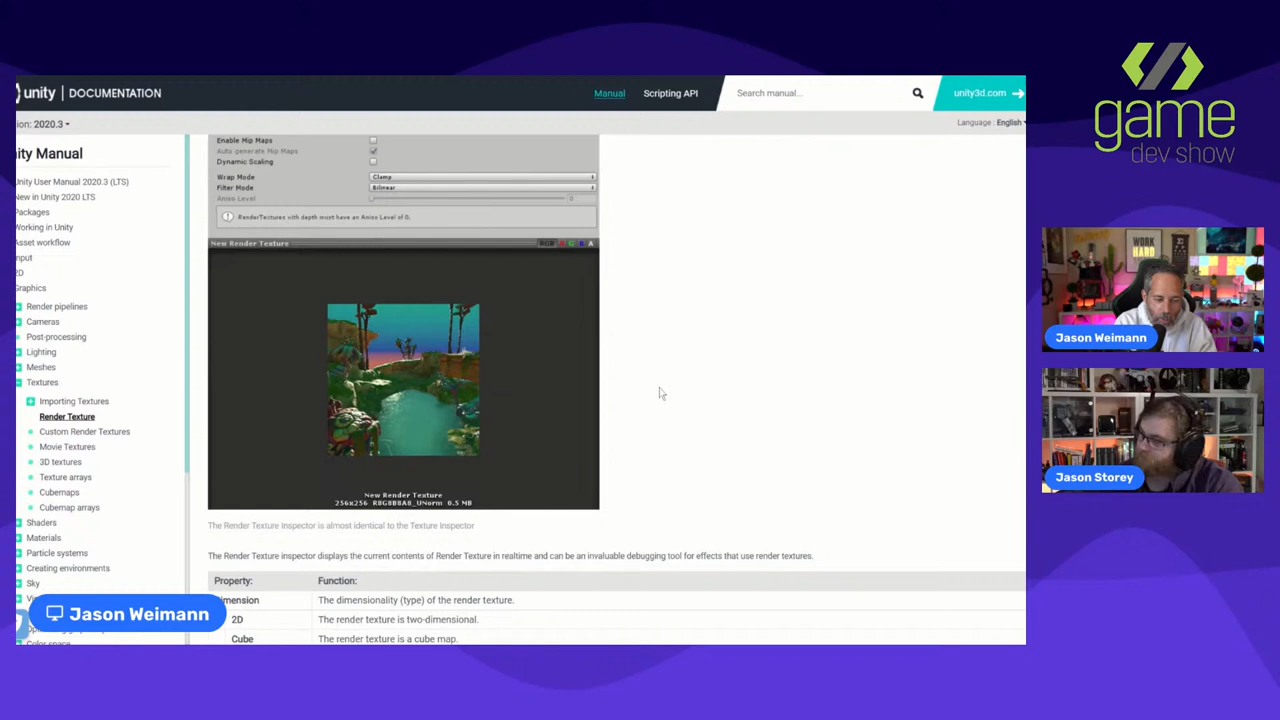 unity | DOCUMENTATION
Manual
Scripting API
Search manual...
unity3d.com
ion: 2020.3
Language : English
ity Manual
Unity User Manual 2020.3 (LTS)
New in Unity 2020 LTS
Packages
Working in Unity
Asset workflow
Input
2D
Graphics
Render pipelines
Cameras
Post-processing
Lighting
Meshes
Textures
Importing Textures
Render Texture
Custom Render Textures
Movie Textures
3D textures
Texture arrays
Cubemaps
Cubemap arrays
Shaders
Materials
Particle systems
Creating environments
Sky
Color space
Enable Mip Maps
Auto generate Mip Maps
Dynamic Scaling
Wrap Mode
Clamp
Filter Mode
Bilinear
Aniso Level
0
RenderTextures with depth must have an Aniso Level of 0.
New Render Texture
RGB R G B A
New Render Texture
256x256 R8G8B8A8_UNorm 0.5 MB
The Render Texture Inspector is almost identical to the Texture Inspector
The Render Texture inspector displays the current contents of Render Texture in realtime and can be an invaluable debugging tool for effects that use render textures.
Property: Function:
Dimension The dimensionality (type) of the render texture.
2D The render texture is two-dimensional.
Cube The render texture is a cube map.
Jason Weimann
game
dev show
WORK
HARD
Jason Weimann
Jason Storey